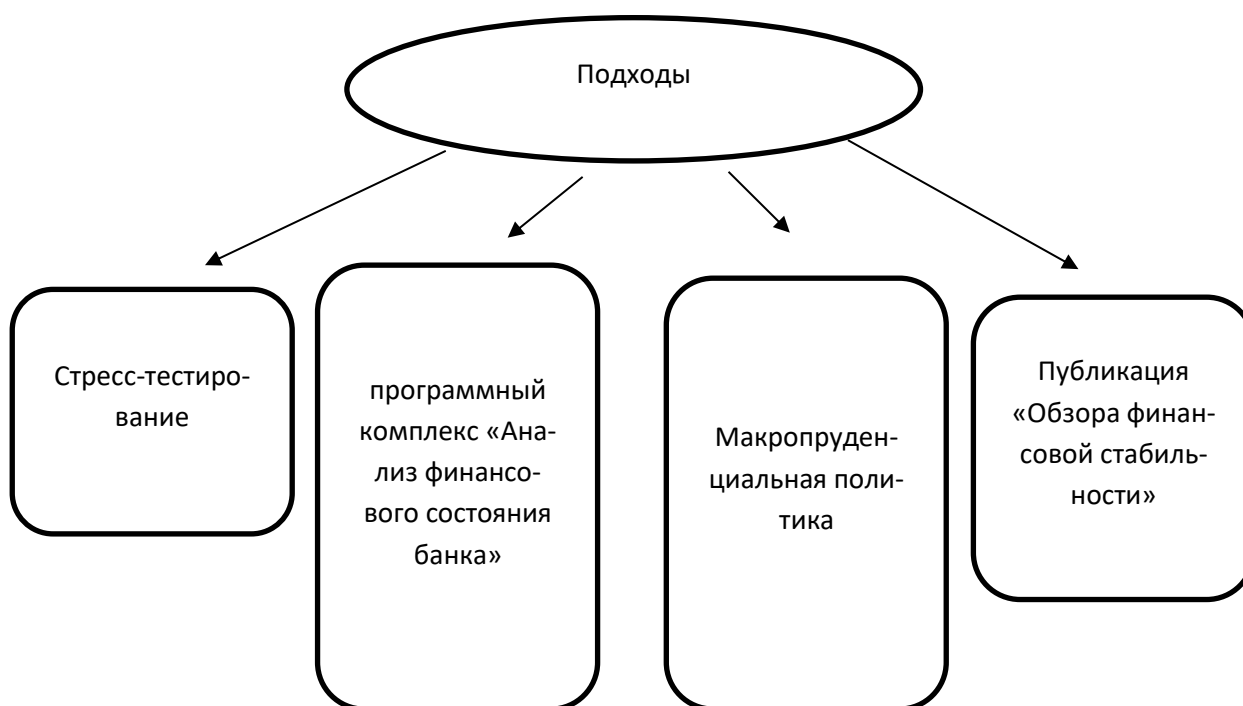 Подходы
Стресс-тестиро-
вание
программный
комплекс «Ана-
лиз финансо-
вого состояния
банка»
Макропруден-
циальная поли-
тика
Публикация
«Обзора финан-
совой стабиль-
ности»